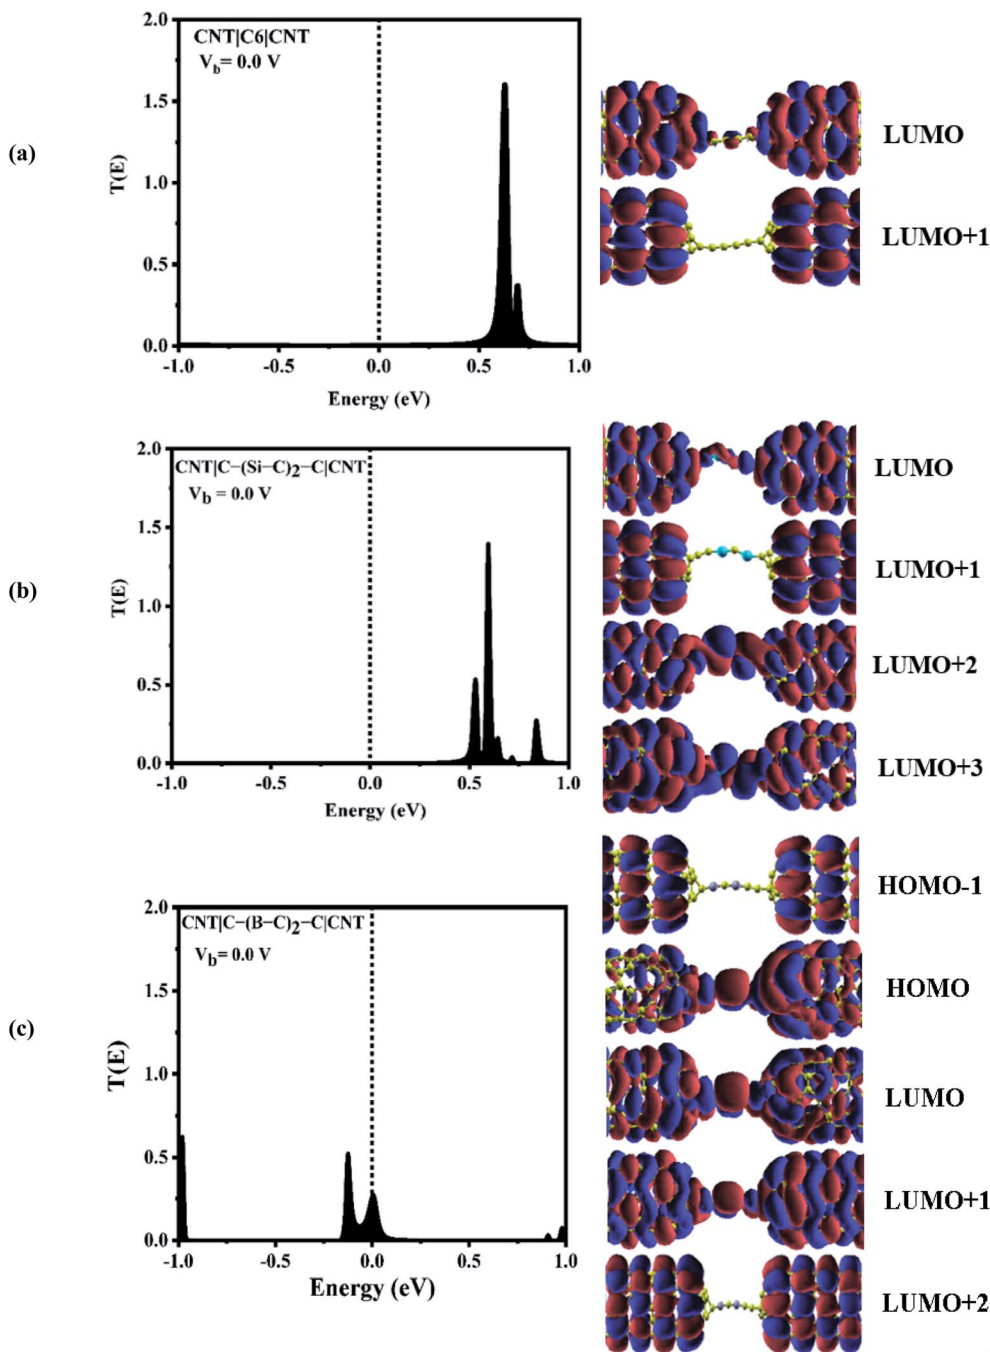 (a)
CNT|C6|CNT
V_b= 0.0 V
T(E)
2.0
1.5
1.0
0.5
0.0
-1.0 -0.5 0.0 0.5 1.0
Energy (eV)
LUMO
LUMO+1
(b)
CNT|C−(Si−C)₂−C|CNT
V_b = 0.0 V
T(E)
2.0
1.5
1.0
0.5
0.0
-1.0 -0.5 0.0 0.5 1.0
Energy (eV)
LUMO
LUMO+1
LUMO+2
LUMO+3
(c)
CNT|C−(B−C)₂−C|CNT
V_b= 0.0 V
T(E)
2.0
1.5
1.0
0.5
0.0
-1.0 -0.5 0.0 0.5 1.0
Energy (eV)
HOMO-1
HOMO
LUMO
LUMO+1
LUMO+2